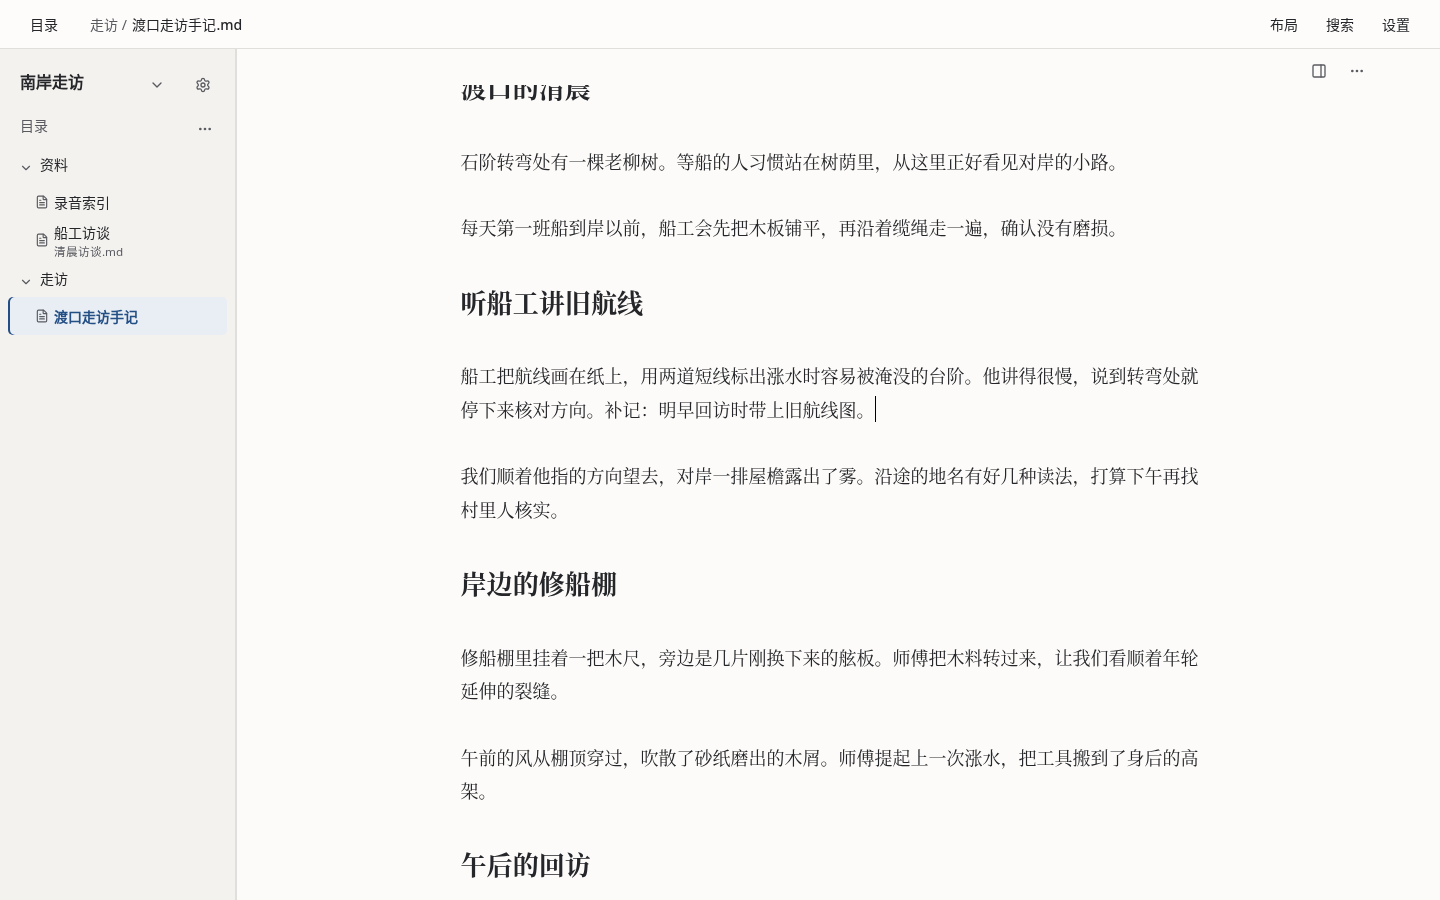 目录
走访 / 渡口走访手记.md
布局
搜索
设置
南岸走访
目录
资料
录音索引
船工访谈
清晨访谈.md
走访
渡口走访手记
渡口的清晨
石阶转弯处有一棵老柳树。等船的人习惯站在树荫里，从这里正好看见对岸的小路。
每天第一班船到岸以前，船工会先把木板铺平，再沿着缆绳走一遍，确认没有磨损。
听船工讲旧航线
船工把航线画在纸上，用两道短线标出涨水时容易被淹没的台阶。他讲得很慢，说到转弯处就
停下来核对方向。补记：明早回访时带上旧航线图。
我们顺着他指的方向望去，对岸一排屋檐露出了雾。沿途的地名有好几种读法，打算下午再找
村里人核实。
岸边的修船棚
修船棚里挂着一把木尺，旁边是几片刚换下来的舷板。师傅把木料转过来，让我们看顺着年轮
延伸的裂缝。
午前的风从棚顶穿过，吹散了砂纸磨出的木屑。师傅提起上一次涨水，把工具搬到了身后的高
架。
午后的回访